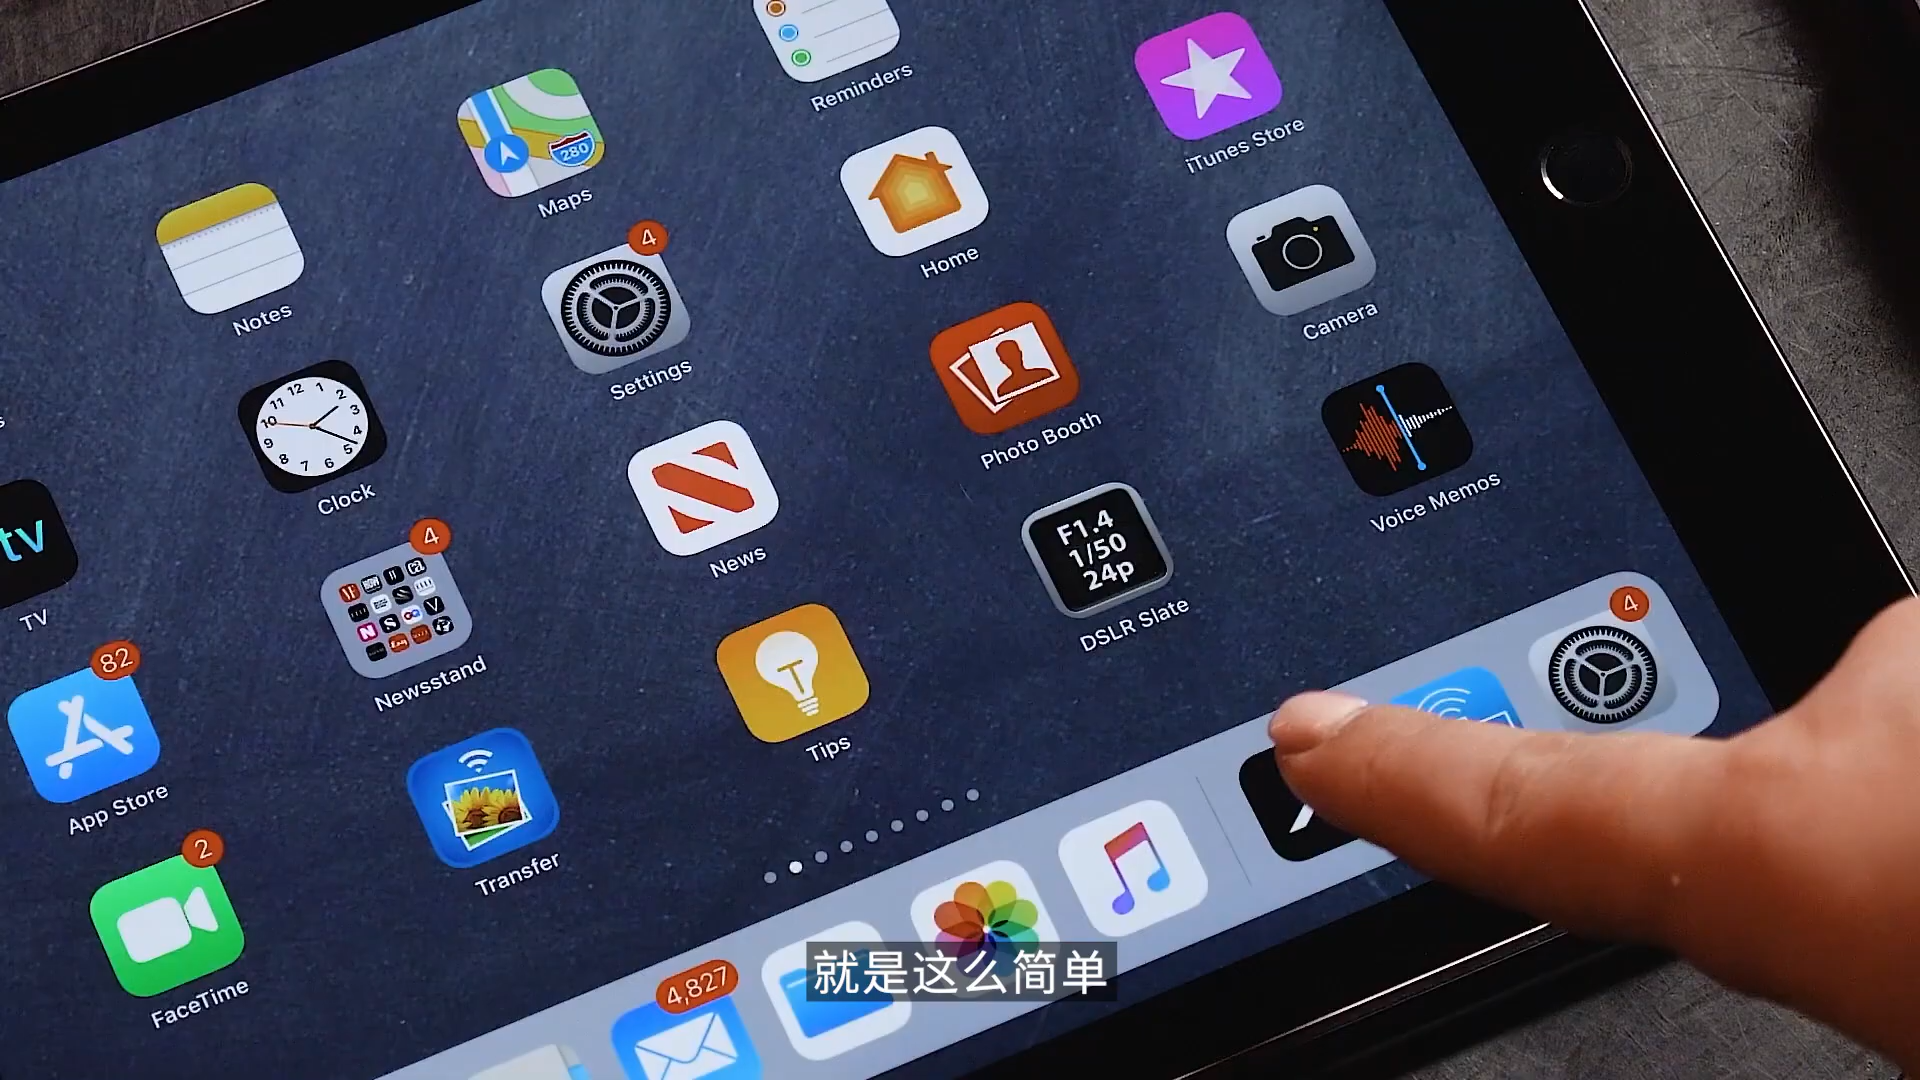 Reminders
iTunes Store
280
Maps
Home
Camera
Notes
4
Settings
Photo Booth
Voice Memos
12 1 2 3 4 5 6 7 8 9 10 11
Clock
News
F1.4
1/50
24p
DSLR Slate
tv
TV
4
Newsstand
Tips
4
82
App Store
Transfer
2
FaceTime
4,827
就是这么简单